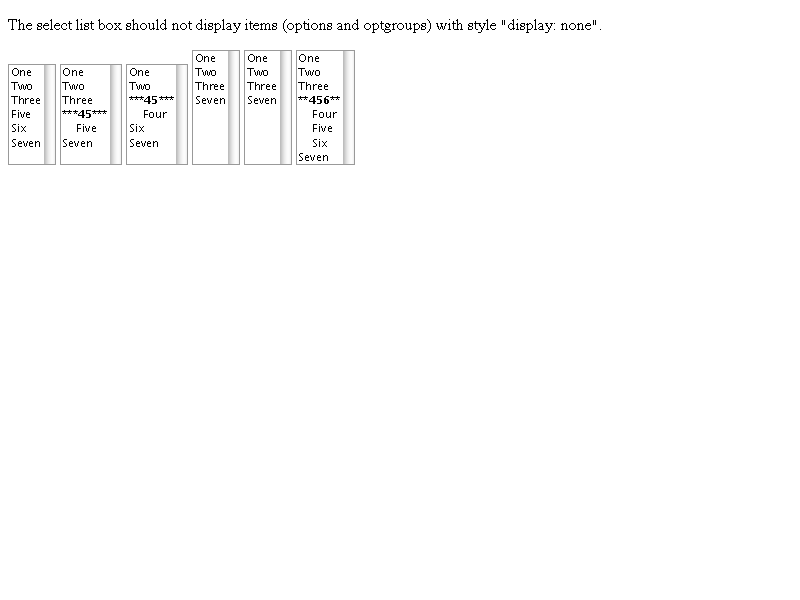 The select list box should not display items (options and optgroups) with style "display: none".
One
Two
Three
Five
Six
Seven
One
Two
Three
***45***
Five
Seven
One
Two
***45***
Four
Six
Seven
One
Two
Three
Seven
One
Two
Three
Seven
One
Two
Three
**456**
Four
Five
Six
Seven